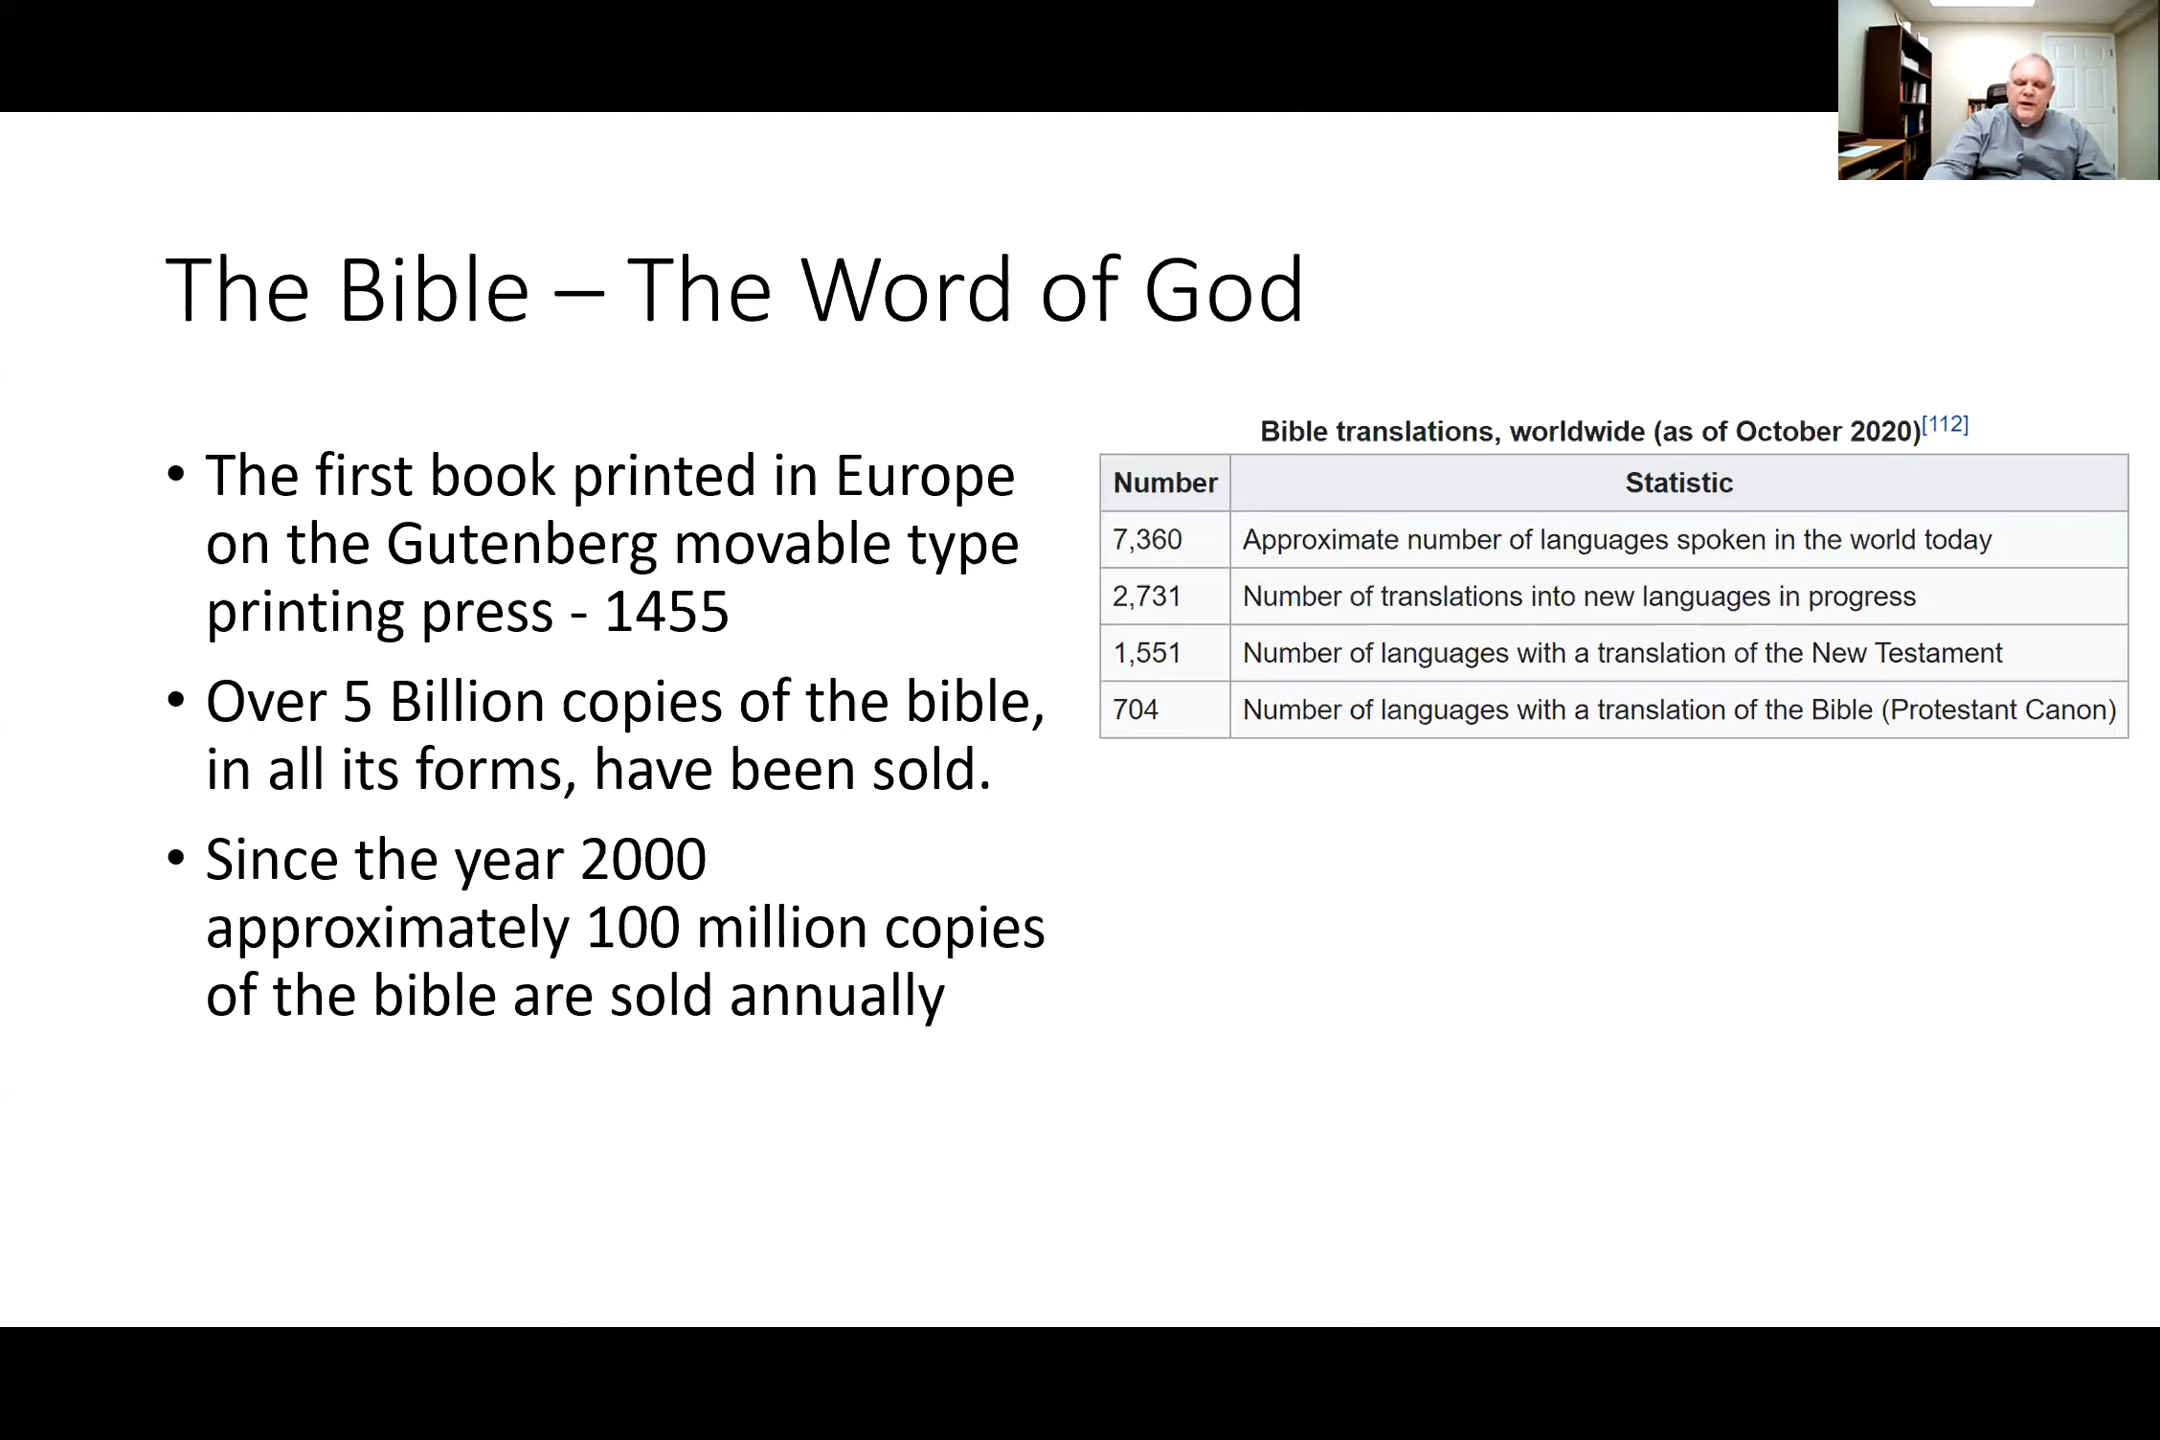 The Bible – The Word of God
• The first book printed in Europe
on the Gutenberg movable type
printing press - 1455
• Over 5 Billion copies of the bible,
in all its forms, have been sold.
• Since the year 2000
approximately 100 million copies
of the bible are sold annually
Bible translations, worldwide (as of October 2020)[112]
Number Statistic
7,360 Approximate number of languages spoken in the world today
2,731 Number of translations into new languages in progress
1,551 Number of languages with a translation of the New Testament
704 Number of languages with a translation of the Bible (Protestant Canon)